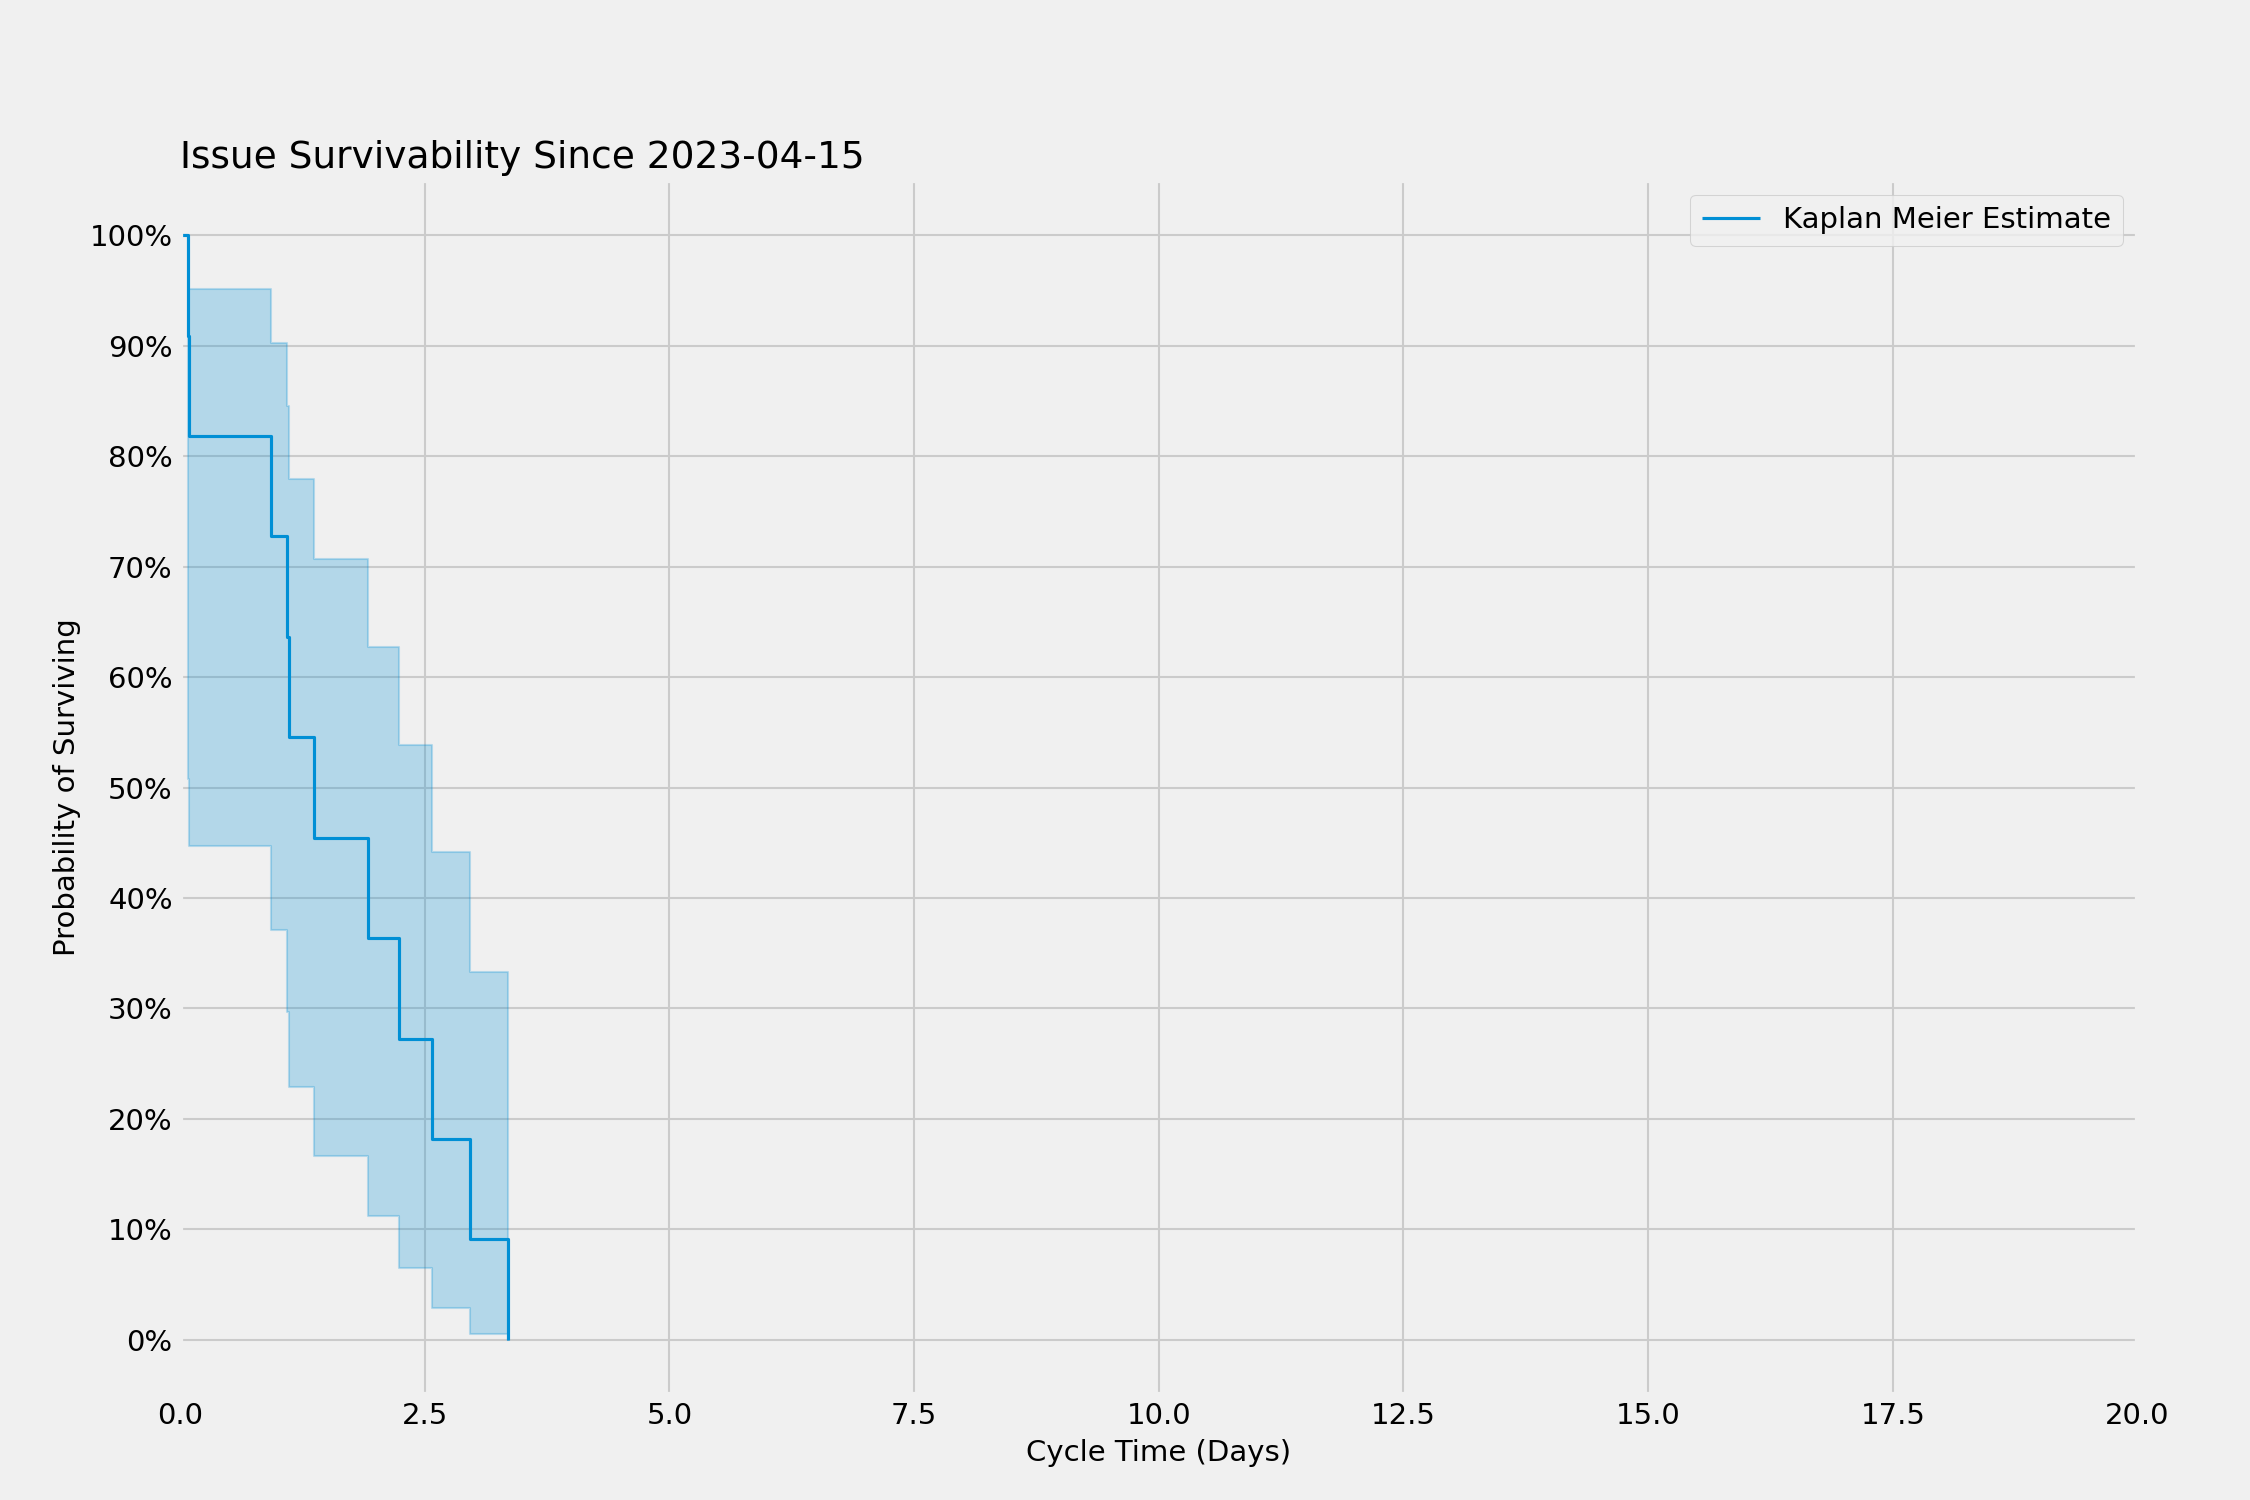 Issue Survivability Since 2023-04-15
Kaplan Meier Estimate
100%
90%
80%
70%
60%
50%
40%
30%
20%
10%
0%
Probability of Surviving
0.0 2.5 5.0 7.5 10.0 12.5 15.0 17.5 20.0
Cycle Time (Days)